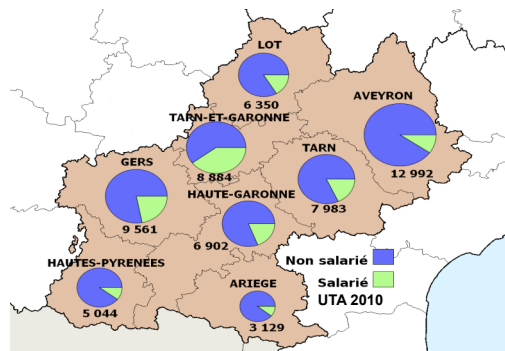 LOT
6 350
AVEYRON
12 992
TARN-ET-GARONNE
8 884
TARN
7 983
GERS
9 561
HAUTE-GARONNE
6 902
HAUTES-PYRENEES
5 044
ARIEGE
3 129
Non salarié
Salarié
UTA 2010